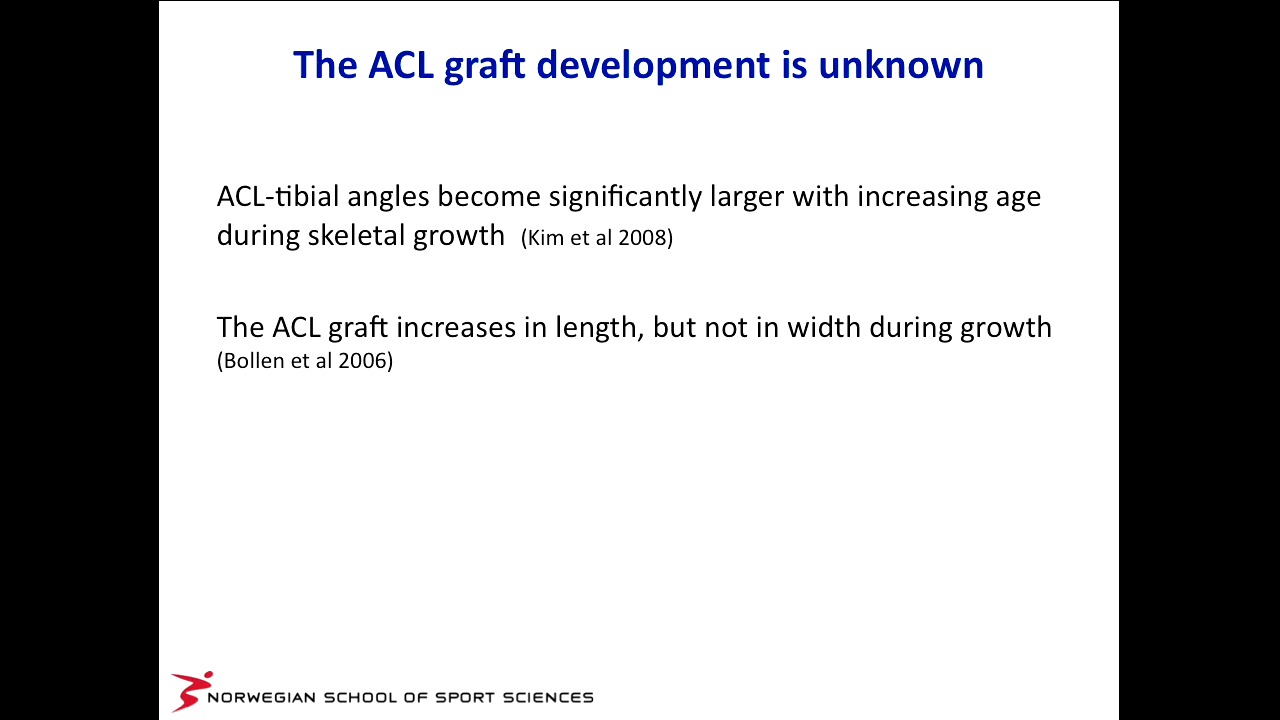 The ACL graft development is unknown
ACL-tibial angles become significantly larger with increasing age
during skeletal growth (Kim et al 2008)
The ACL graft increases in length, but not in width during growth
(Bollen et al 2006)
NORWEGIAN SCHOOL OF SPORT SCIENCES